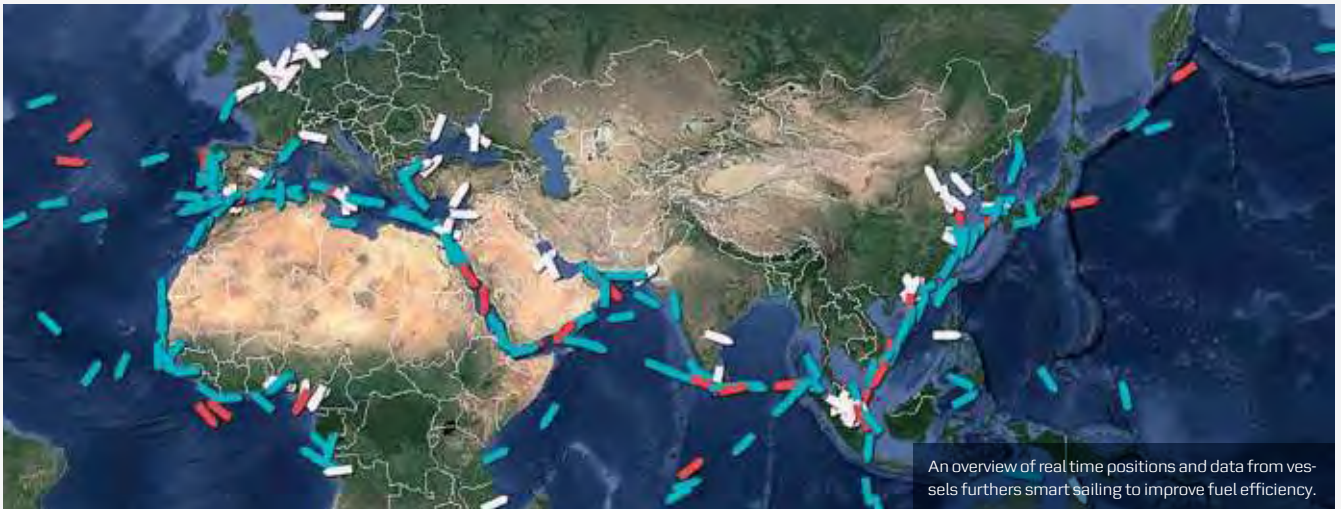 An overview of real time positions and data from ves-
sels furthers smart sailing to improve fuel efficiency.